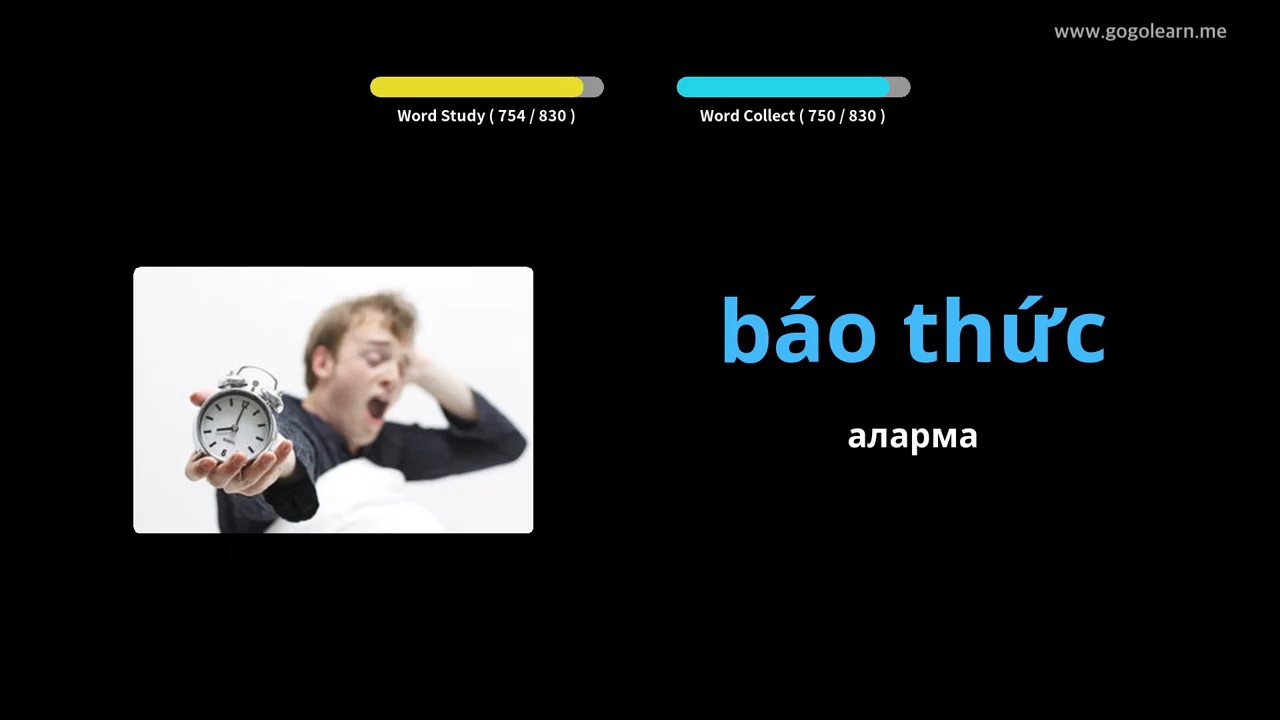 www.gogolearn.me
Word Study ( 754 / 830 )
Word Collect ( 750 / 830 )
báo thức
аларма